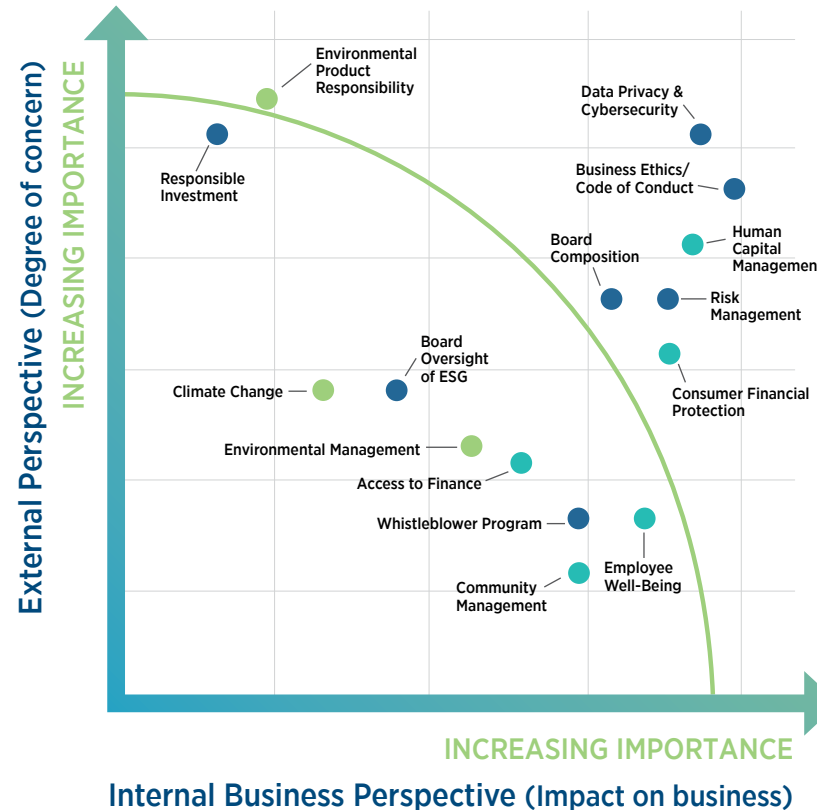 External Perspective (Degree of concern)
INCREASING IMPORTANCE
Environmental
Product
Responsibility
Responsible
Investment
Data Privacy &
Cybersecurity
Business Ethics/
Code of Conduct
Human
Capital
Managemen
Board
Composition
Risk
Management
Consumer Financial
Protection
Board
Oversight
of ESG
Climate Change
Environmental Management
Access to Finance
Whistleblower Program
Employee
Well-Being
Community
Management
INCREASING IMPORTANCE
Internal Business Perspective (Impact on business)